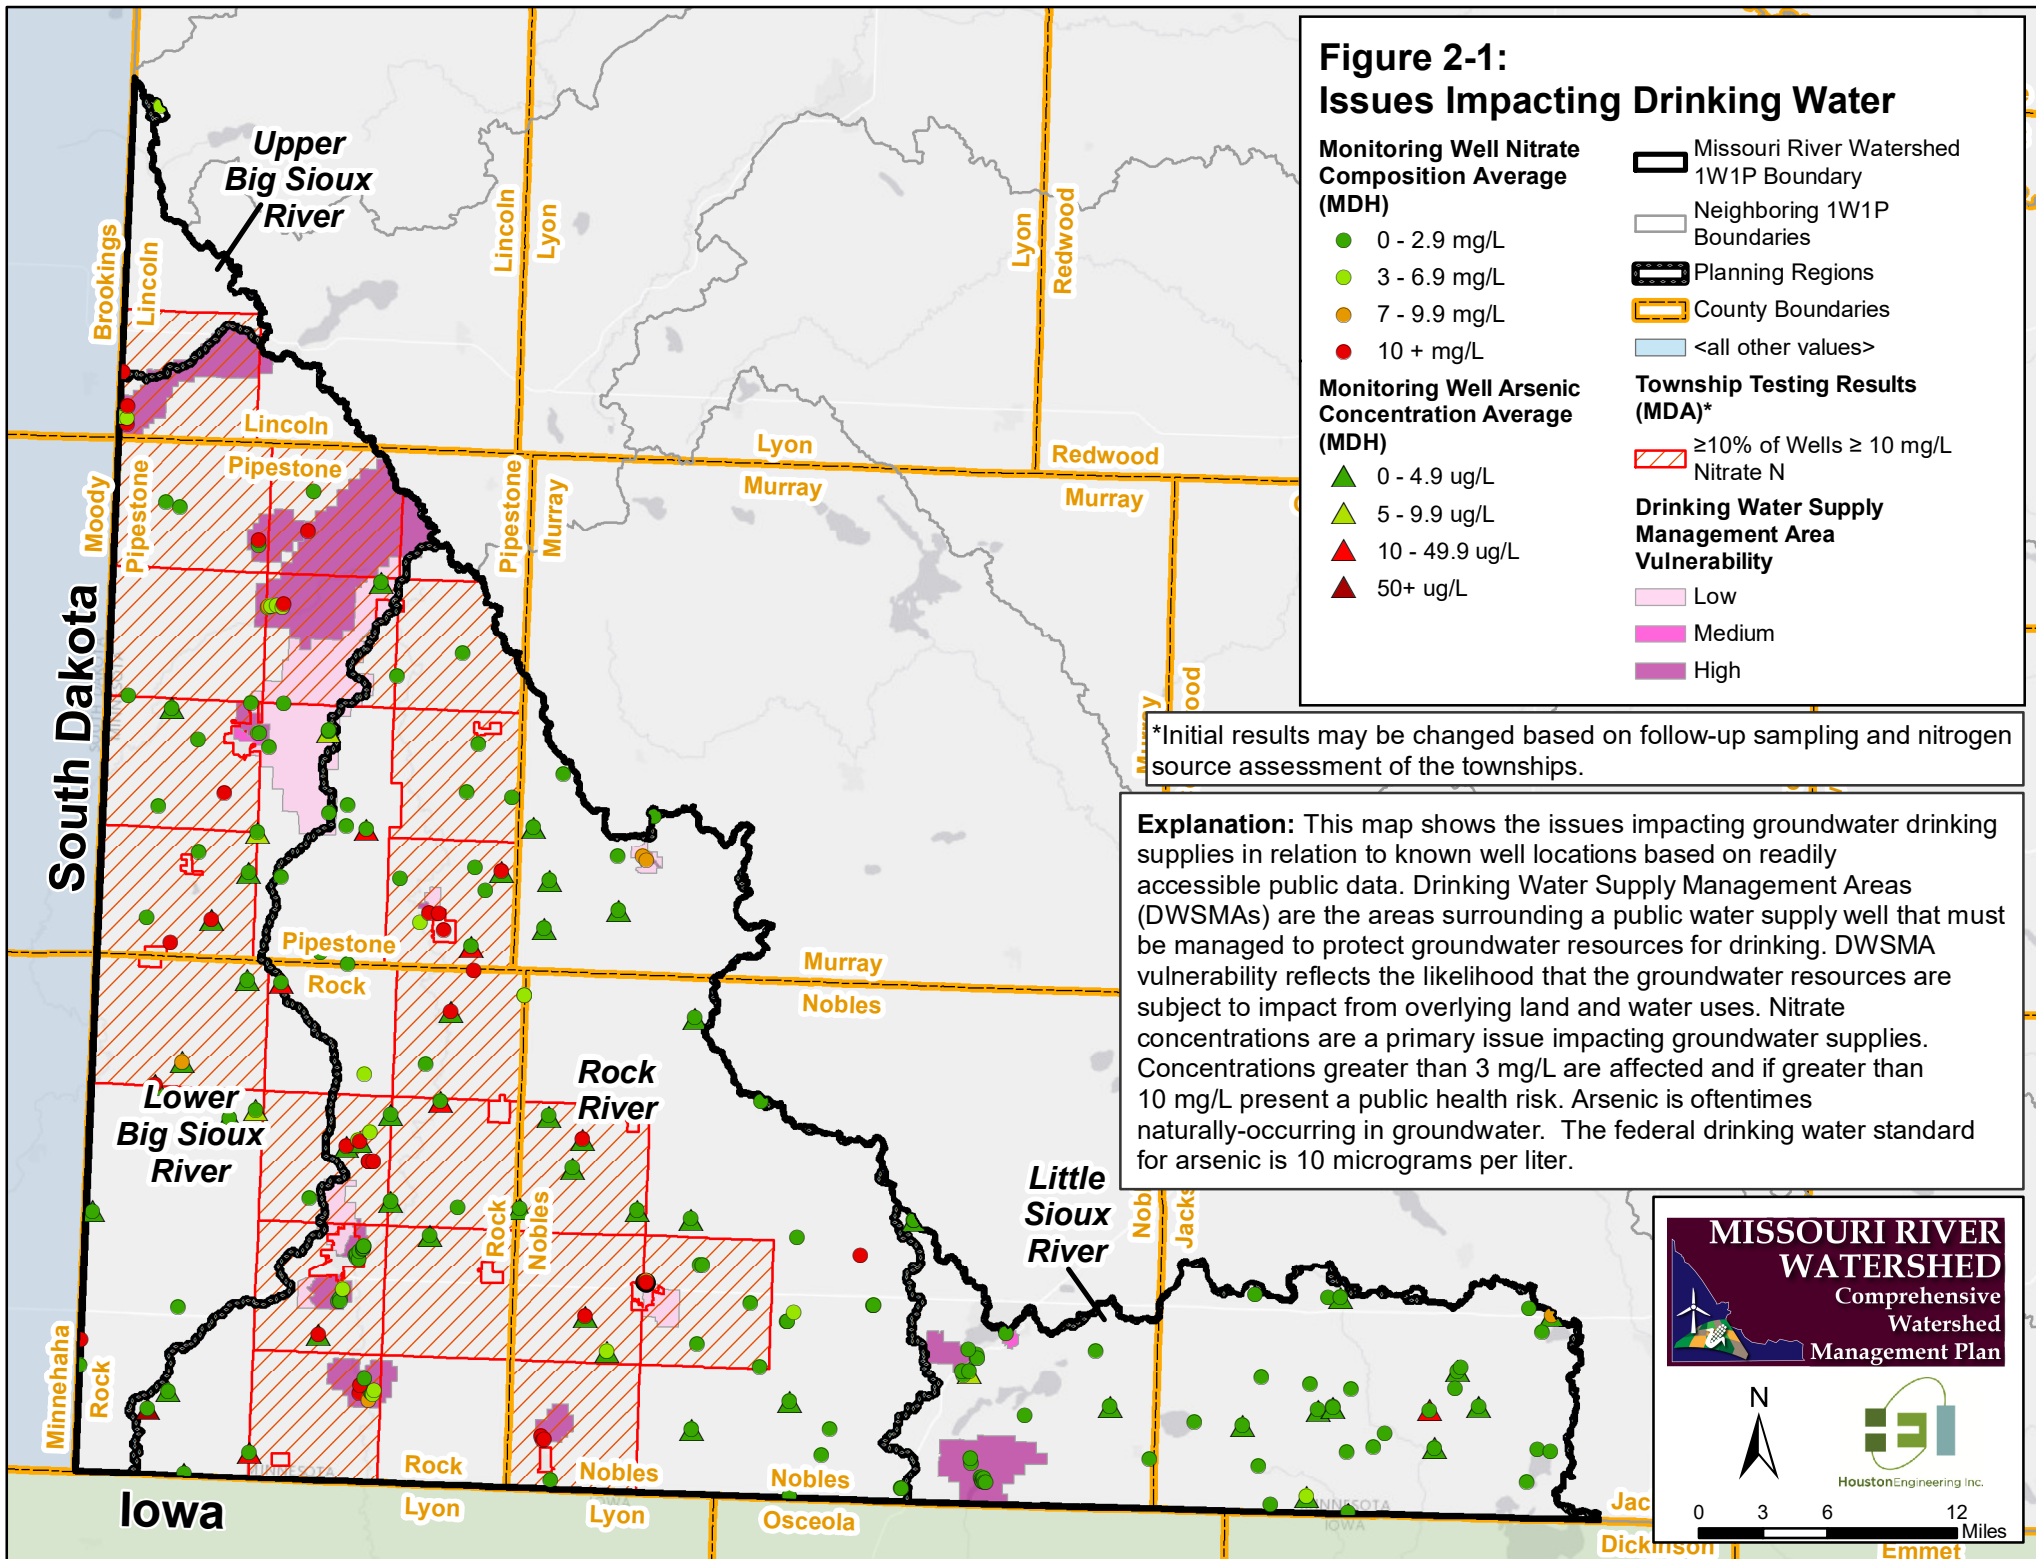 Figure 2-1:
Issues Impacting Drinking Water
Monitoring Well Nitrate
Composition Average
(MDH)
0 - 2.9 mg/L
3 - 6.9 mg/L
7 - 9.9 mg/L
10 + mg/L
Monitoring Well Arsenic
Concentration Average
(MDH)
0 - 4.9 ug/L
5 - 9.9 ug/L
10 - 49.9 ug/L
50+ ug/L
Missouri River Watershed
1W1P Boundary
Neighboring 1W1P
Boundaries
Planning Regions
County Boundaries
<all other values>
Township Testing Results
(MDA)*
≥10% of Wells ≥ 10 mg/L
Nitrate N
Drinking Water Supply
Management Area
Vulnerability
Low
Medium
High
*Initial results may be changed based on follow-up sampling and nitrogen
source assessment of the townships.
Explanation: This map shows the issues impacting groundwater drinking
supplies in relation to known well locations based on readily
accessible public data. Drinking Water Supply Management Areas
(DWSMAs) are the areas surrounding a public water supply well that must
be managed to protect groundwater resources for drinking. DWSMA
vulnerability reflects the likelihood that the groundwater resources are
subject to impact from overlying land and water uses. Nitrate
concentrations are a primary issue impacting groundwater supplies.
Concentrations greater than 3 mg/L are affected and if greater than
10 mg/L present a public health risk. Arsenic is oftentimes
naturally-occurring in groundwater. The federal drinking water standard
for arsenic is 10 micrograms per liter.
Upper
Big Sioux
River
Brookings
Lincoln
Lincoln
Lyon
Lyon
Redwood
Lincoln
Pipestone
Lyon
Murray
Redwood
Murray
Moody
Pipestone
Pipestone
Murray
South Dakota
Pipestone
Rock
Murray
Nobles
Lower
Big Sioux
River
Rock
River
Little
Sioux
River
Rock
Nobles
Minnehaha
Rock
Rock
Lyon
Nobles
Lyon
Nobles
Osceola
Iowa
MINNESOTA
IOWA
Dickinson
Emmet
MISSOURI RIVER
WATERSHED
Comprehensive
Watershed
Management Plan
N
HoustonEngineering Inc.
0 3 6 12
Miles